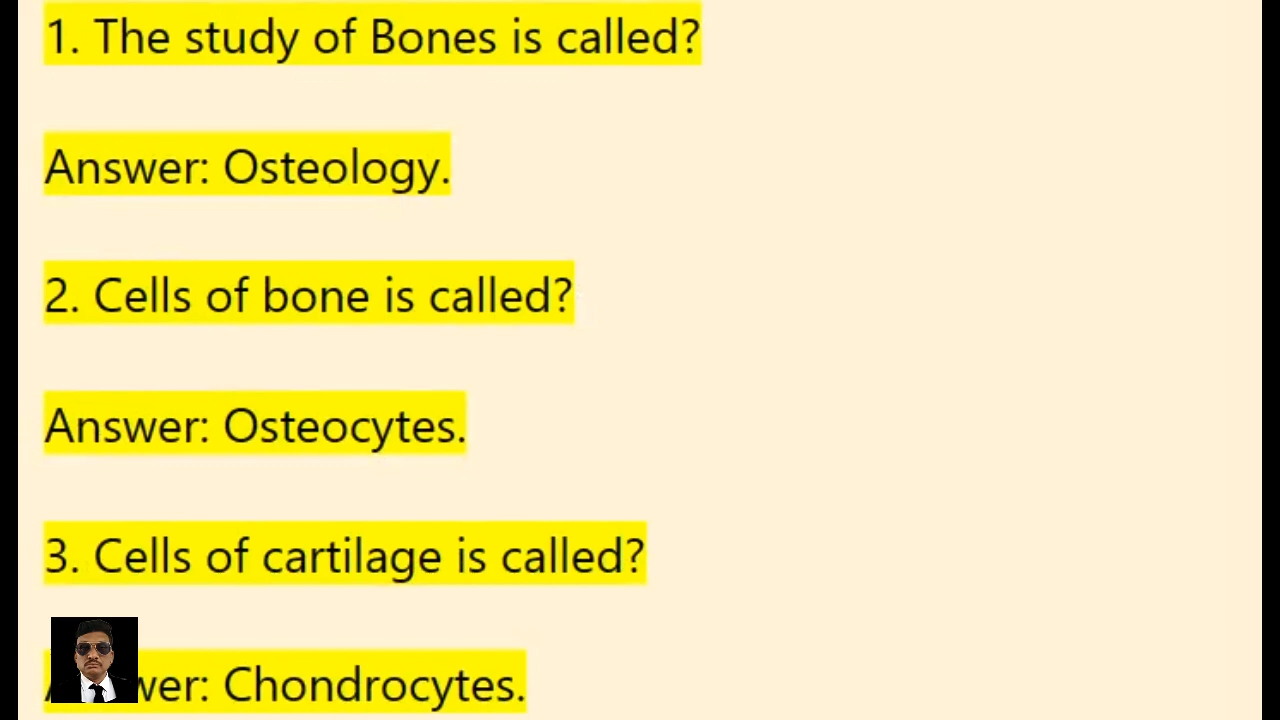 1. The study of Bones is called?
Answer: Osteology.
2. Cells of bone is called?
Answer: Osteocytes.
3. Cells of cartilage is called?
Answer: Chondrocytes.